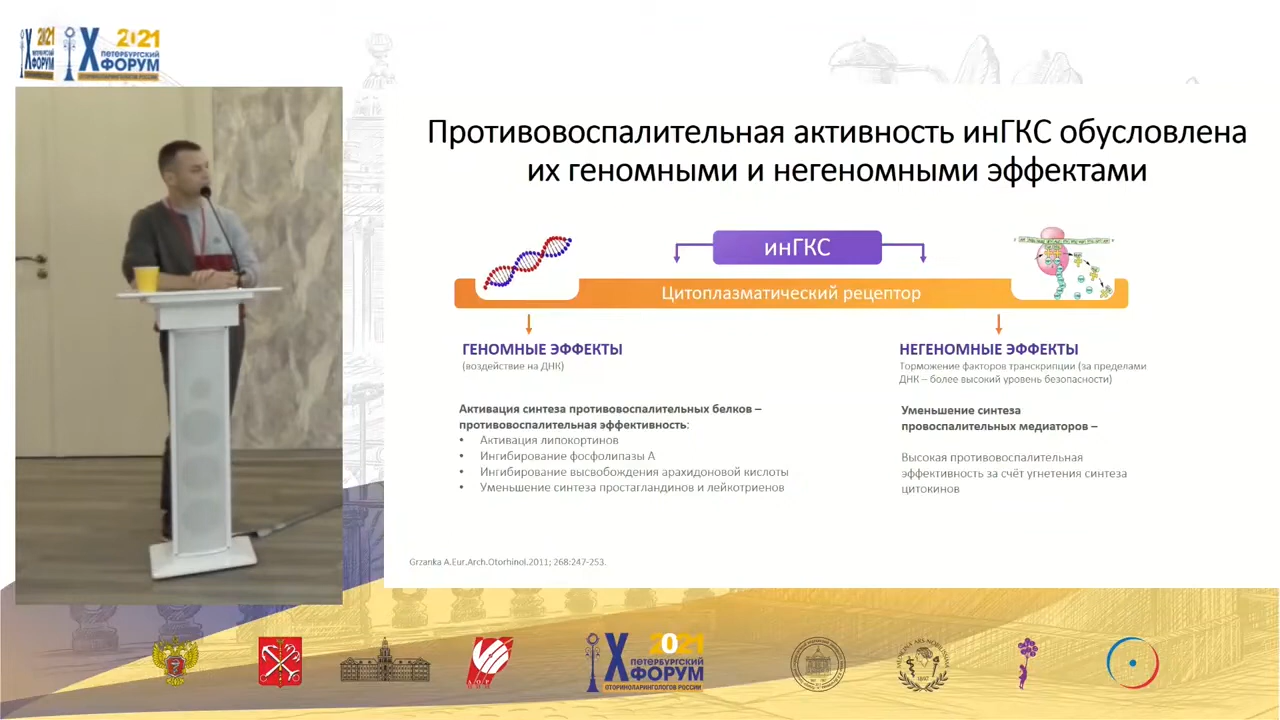 X
2021
ФОРУМ
X
2021
ПЕТЕРБУРГСКИЙ
ФОРУМ
ОТОРИНОЛАРИНГОЛОГОВ РОССИИ
Противовоспалительная активность инГКС обусловлена
их геномными и негеномными эффектами
инГКС
Цитоплазматический рецептор
ГЕНОМНЫЕ ЭФФЕКТЫ
(воздействие на ДНК)
Активация синтеза противовоспалительных белков –
противовоспалительная эффективность:
• Активация липокортинов
• Ингибирование фосфолипазы А
• Ингибирование высвобождения арахидоновой кислоты
• Уменьшение синтеза простагландинов и лейкотриенов
НЕГЕНОМНЫЕ ЭФФЕКТЫ
Торможение факторов транскрипции (за пределами
ДНК – более высокий уровень безопасности)
Уменьшение синтеза
провоспалительных медиаторов –
Высокая противовоспалительная
эффективность за счёт угнетения синтеза
цитокинов
Grzanka A.Eur.Arch.Otorhinol.2011; 268:247-253.
X
2021
ПЕТЕРБУРГСКИЙ
ФОРУМ
ОТОРИНОЛАРИНГОЛОГОВ РОССИИ
1897